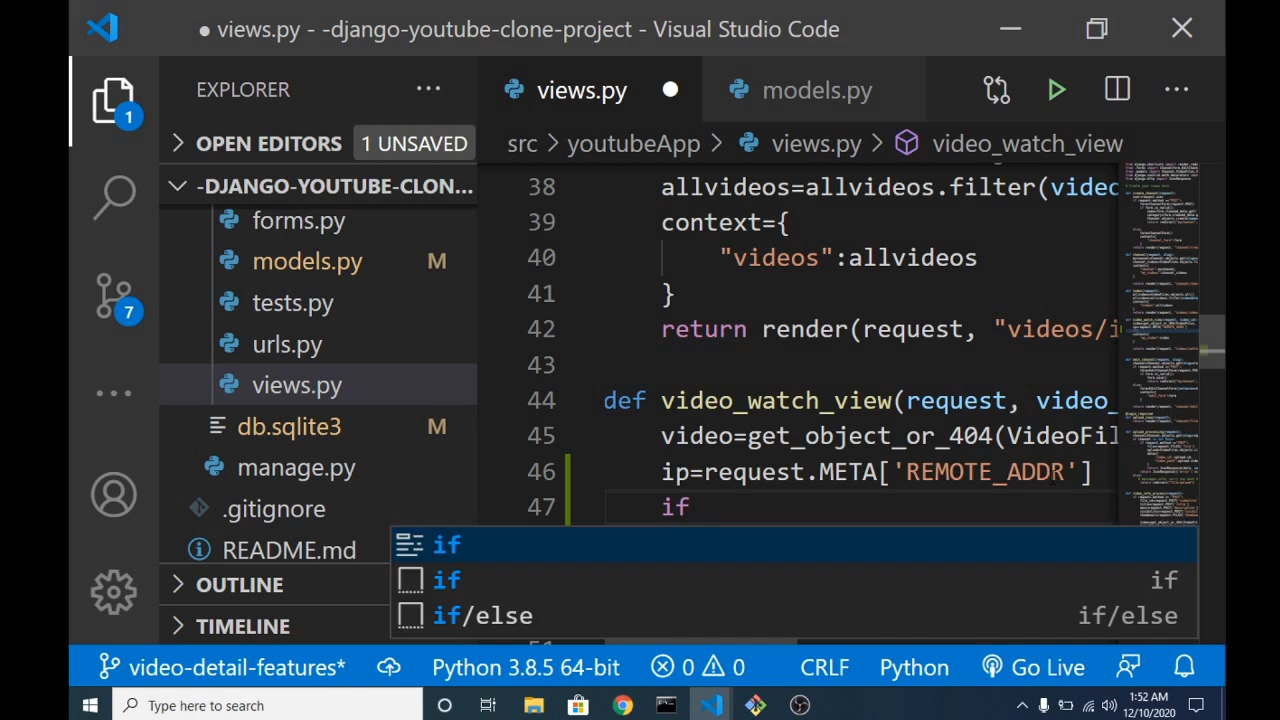 ● views.py - -django-youtube-clone-project - Visual Studio Code
EXPLORER ···
views.py ●
models.py
1
OPEN EDITORS 1 UNSAVED
src > youtubeApp > views.py > video_watch_view
-DJANGO-YOUTUBE-CLON...
forms.py
models.py M
tests.py
urls.py
views.py
db.sqlite3 M
manage.py
.gitignore
README.md
OUTLINE
TIMELINE
7
38 allvideos=allvideos.filter(video
39 context={
40 "videos":allvideos
41 }
42 return render(request, "videos/i
43
44 def video_watch_view(request, video_
45 video=get_object_or_404(VideoFil
46 ip=request.META['REMOTE_ADDR']
47 if
if
if if
if/else if/else
51
video-detail-features* Python 3.8.5 64-bit 0 0 CRLF Python Go Live
Type here to search
1:52 AM
12/10/2020